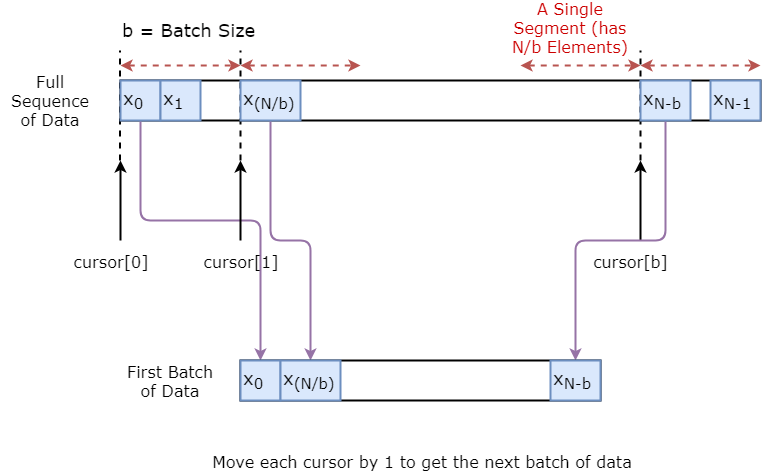 b = Batch Size
A Single
Segment (has
N/b Elements)
Full
Sequence
of Data
x0
x1
x(N/b)
xN-b
xN-1
cursor[0]
cursor[1]
cursor[b]
First Batch
of Data
x0
x(N/b)
xN-b
Move each cursor by 1 to get the next batch of data